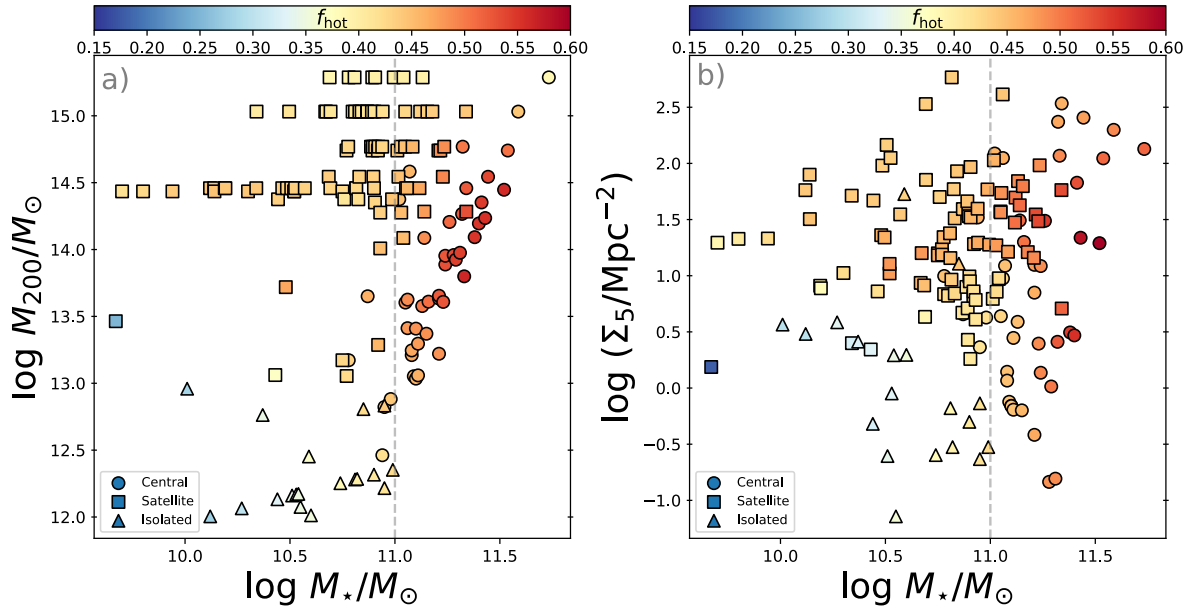 f_hot
0.15 0.20 0.25 0.30 0.35 0.40 0.45 0.50 0.55 0.60
a)
log M_200/M_⊙
15.0
14.5
14.0
13.5
13.0
12.5
12.0
Central
Satellite
Isolated
10.0 10.5 11.0 11.5
log M_⋆/M_⊙
f_hot
0.15 0.20 0.25 0.30 0.35 0.40 0.45 0.50 0.55 0.60
b)
log (Σ_5/Mpc^−2)
2.5
2.0
1.5
1.0
0.5
0.0
−0.5
−1.0
Central
Satellite
Isolated
10.0 10.5 11.0 11.5
log M_⋆/M_⊙